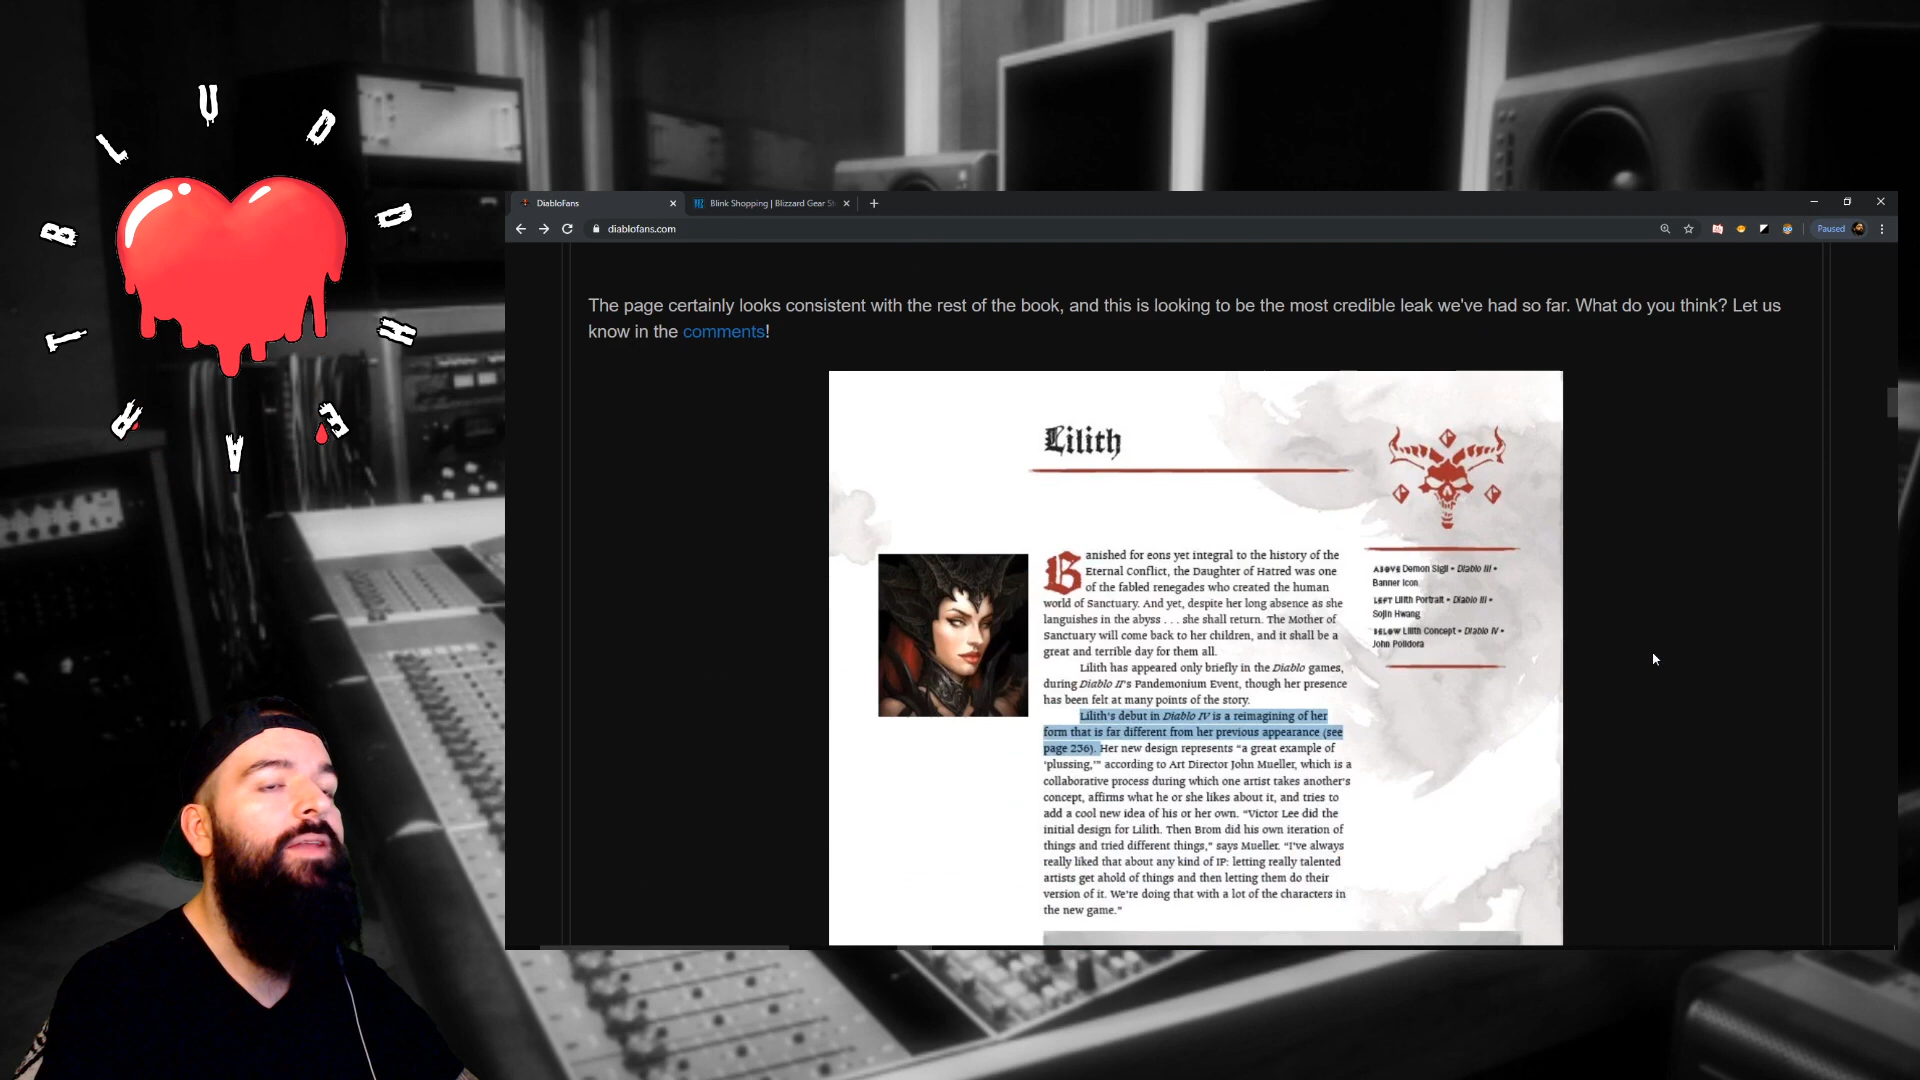 BLUDDHEART
DiabloFans
Blink Shopping | Blizzard Gear St
diablofans.com
Paused
The page certainly looks consistent with the rest of the book, and this is looking to be the most credible leak we've had so far. What do you think? Let us
know in the comments!
Lilith
Banished for eons yet integral to the history of the
Eternal Conflict, the Daughter of Hatred was one
of the fabled renegades who created the human
world of Sanctuary. And yet, despite her long absence as she
languishes in the abyss . . . she shall return. The Mother of
Sanctuary will come back to her children, and it shall be a
great and terrible day for them all.
Lilith has appeared only briefly in the Diablo games,
during Diablo II's Pandemonium Event, though her presence
has been felt at many points of the story.
Lilith's debut in Diablo IV is a reimagining of her
form that is far different from her previous appearance (see
page 236). Her new design represents “a great example of
‘plussing,’” according to Art Director John Mueller, which is a
collaborative process during which one artist takes another's
concept, affirms what he or she likes about it, and tries to
add a cool new idea of his or her own. “Victor Lee did the
initial design for Lilith. Then Brom did his own iteration of
things and tried different things,” says Mueller. “I've always
really liked that about any kind of IP: letting really talented
artists get ahold of things and then letting them do their
version of it. We're doing that with a lot of the characters in
the new game.”
ABOVE Demon Sigil • Diablo III •
Banner Icon
LEFT Lilith Portrait • Diablo III •
Sojin Hwang
BELOW Lilith Concept • Diablo IV •
John Polidora